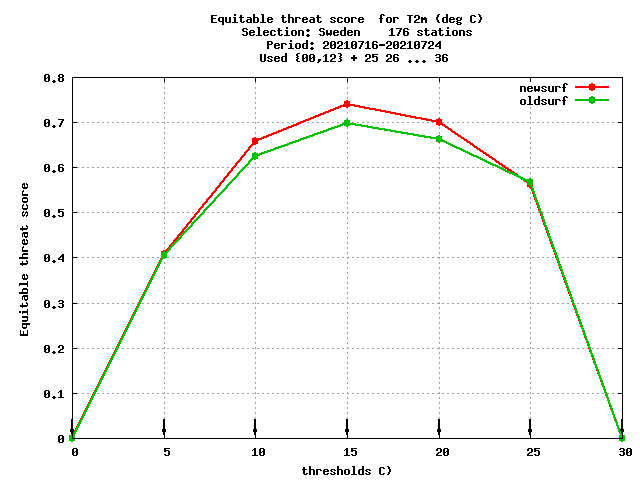 Equitable threat score  for T2m (deg C)
Selection: Sweden    176 stations
Period: 20210716-20210724
Used {00,12} + 25 26 ... 36
newsurf
oldsurf
0.8
0.7
0.6
0.5
0.4
0.3
0.2
0.1
0
Equitable threat score
0 5 10 15 20 25 30
thresholds C)